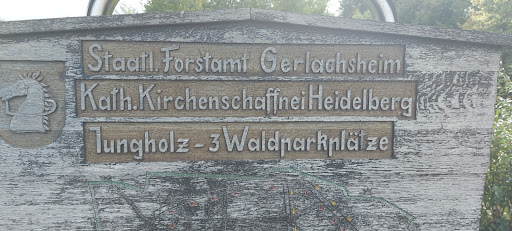 Staatl. Forstamt Gerlachsheim
Kath. Kirchenschaffnei Heidelberg
Jungholz - 3 Waldparkplätze